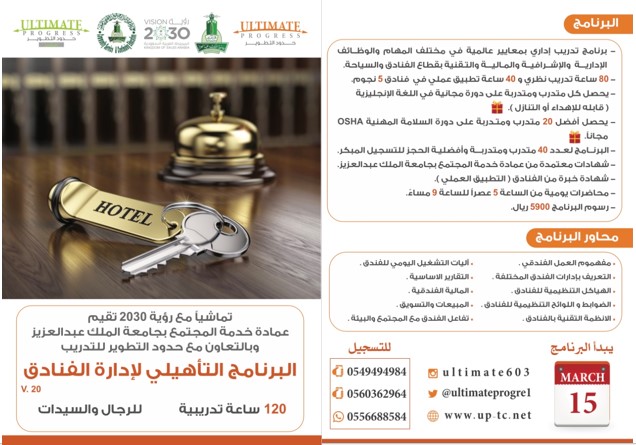 ULTIMATE
PROGRESS
حدود التطوير
VISION رؤية
2030
المملكة العربية السعودية
KINGDOM OF SAUDI ARABIA
ULTIMATE
PROGRESS
حدود التطوير
HOTEL
تماشياً مع رؤية 2030 تقيم
عمادة خدمة المجتمع بجامعة الملك عبدالعزيز
وبالتعاون مع حدود التطوير للتدريب
البرنامج التأهيلي لإدارة الفنادق
V. 20
120 ساعة تدريبية للرجال والسيدات
البرنامج
– برنامج تدريب إداري بمعايير عالمية في مختلف المهام والوظائف
الإدارية والإشرافية والمالية والتقنية بقطاع الفنادق والسياحة.
– 80 ساعة تدريب نظري و 40 ساعة تطبيق عملي في فنادق 5 نجوم.
– يحصل كل متدرب ومتدربة على دورة مجانية في اللغة الإنجليزية
( قابله للإهداء أو التنازل ).
– يحصل أفضل 20 متدرب ومتدربة على دورة السلامة المهنية OSHA
مجاناً.
– البرنامج لعدد 40 متدرب ومتدربة وأفضلية الحجز للتسجيل المبكر.
– شهادات معتمدة من عمادة خدمة المجتمع بجامعة الملك عبدالعزيز.
– شهادة خبرة من الفنادق ( التطبيق العملي ).
– محاضرات يومية من الساعة 5 عصراً للساعة 9 مساءً.
– رسوم البرنامج 5900 ريال.
محاور البرنامج
• مفهموم العمل الفندقي .
• التعريف بإدارات الفندق المختلفة .
• الهياكل التنظيمية للفنادق .
• الضوابط و اللوائح التنظيمية للفنادق .
• الانظمة التقنية بالفنادق .
• آليات التشغيل اليومي للفندق .
• التقارير الاساسية .
• المالية الفندقية .
• المبيعات والتسويق .
• تفاعل الفندق مع المجتمع والبيئة .
يبدأ البرنامج
MARCH
15
للتسجيل
0549494984
0560362964
0556688584
ultimate603
@ultimateprogre1
www.up-tc.net